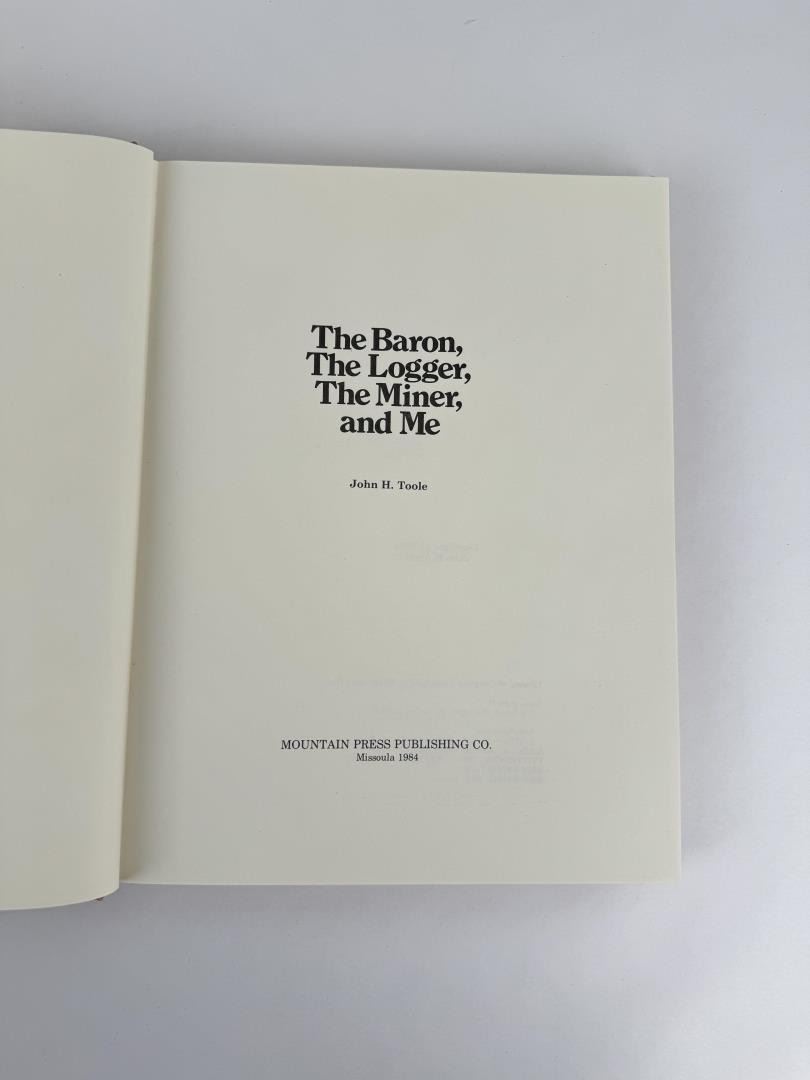 The Baron,
The Logger,
The Miner,
and Me
John H. Toole
MOUNTAIN PRESS PUBLISHING CO.
Missoula 1984